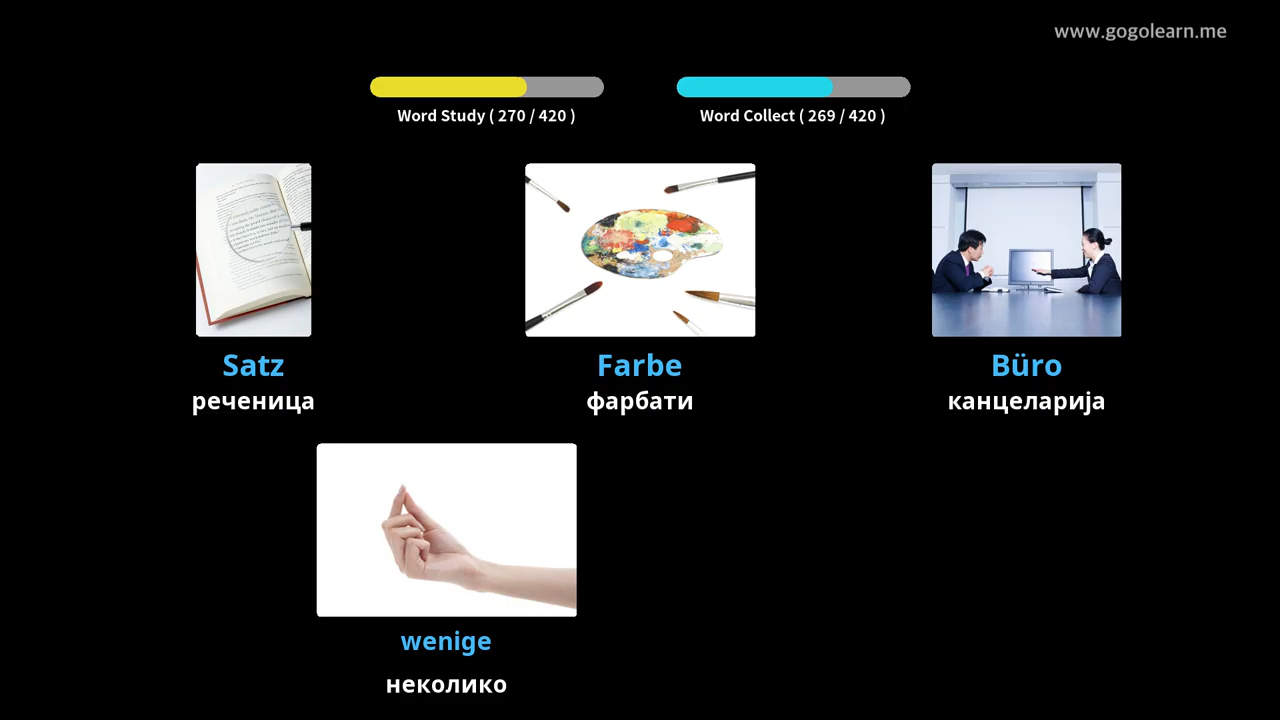 www.gogolearn.me
Word Study ( 270 / 420 )
Word Collect ( 269 / 420 )
Satz
реченица
Farbe
фарбати
Büro
канцеларија
wenige
неколико